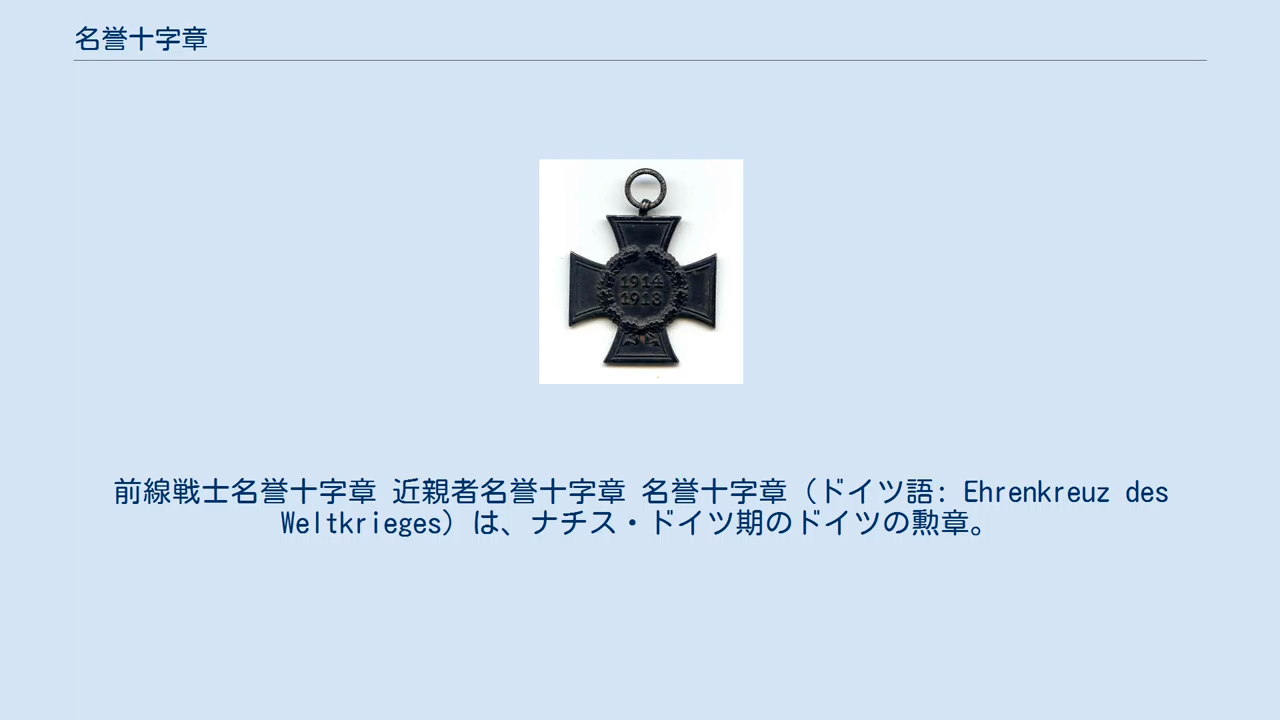 名誉十字章
1914
1918
前線戦士名誉十字章 近親者名誉十字章 名誉十字章（ドイツ語: Ehrenkreuz des
Weltkrieges）は、ナチス・ドイツ期のドイツの勲章。